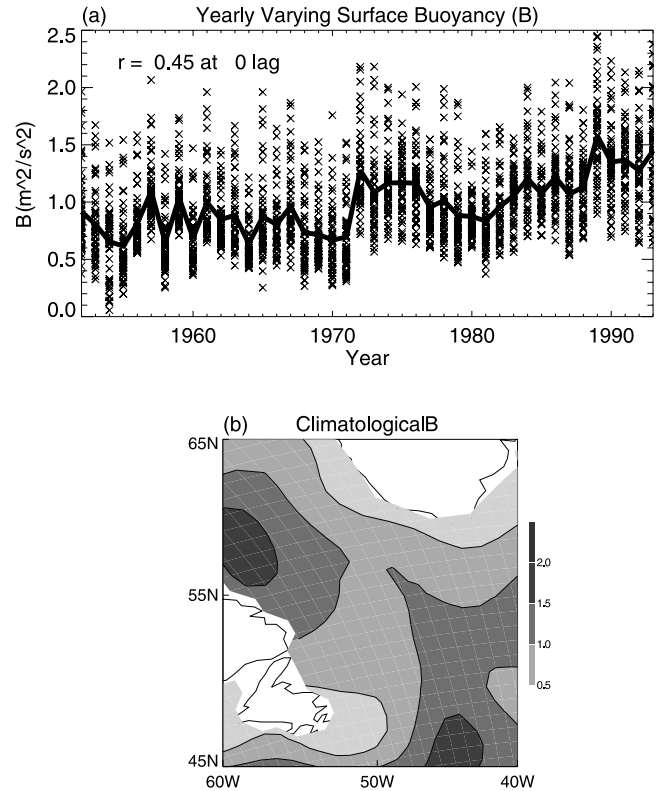 (a) Yearly Varying Surface Buoyancy (B)
r = 0.45 at 0 lag
B(m^2/s^2)
2.5
2.0
1.5
1.0
0.5
0.0
1960 1970 1980 1990
Year
(b) ClimatologicalB
65N
55N
45N
60W 50W 40W
2.0
1.5
1.0
0.5